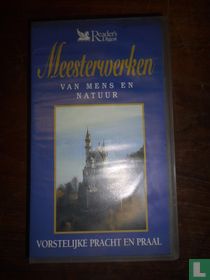 Reader's
Digest
Meesterwerken
VAN MENS EN
NATUUR
VORSTELIJKE PRACHT EN PRAAL